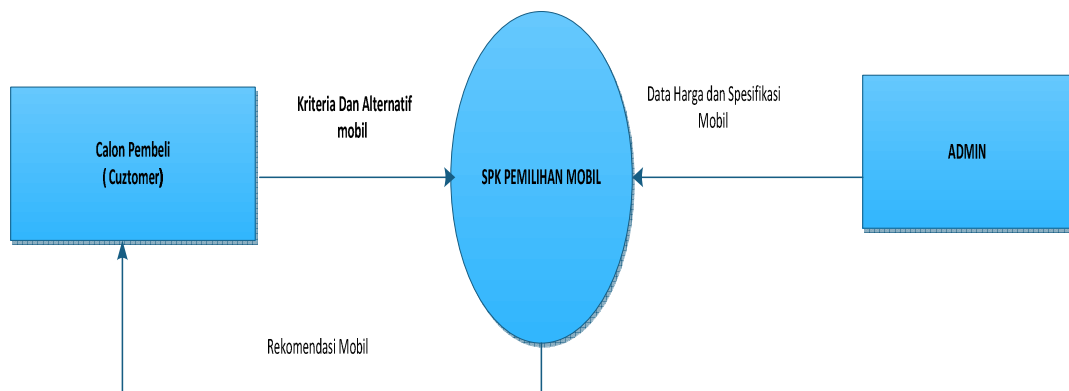 Kriteria Dan Alternatif
mobil
Data Harga dan Spesifikasi
Mobil
Calon Pembeli
( Cuztomer)
SPK PEMILIHAN MOBIL
ADMIN
Rekomendasi Mobil